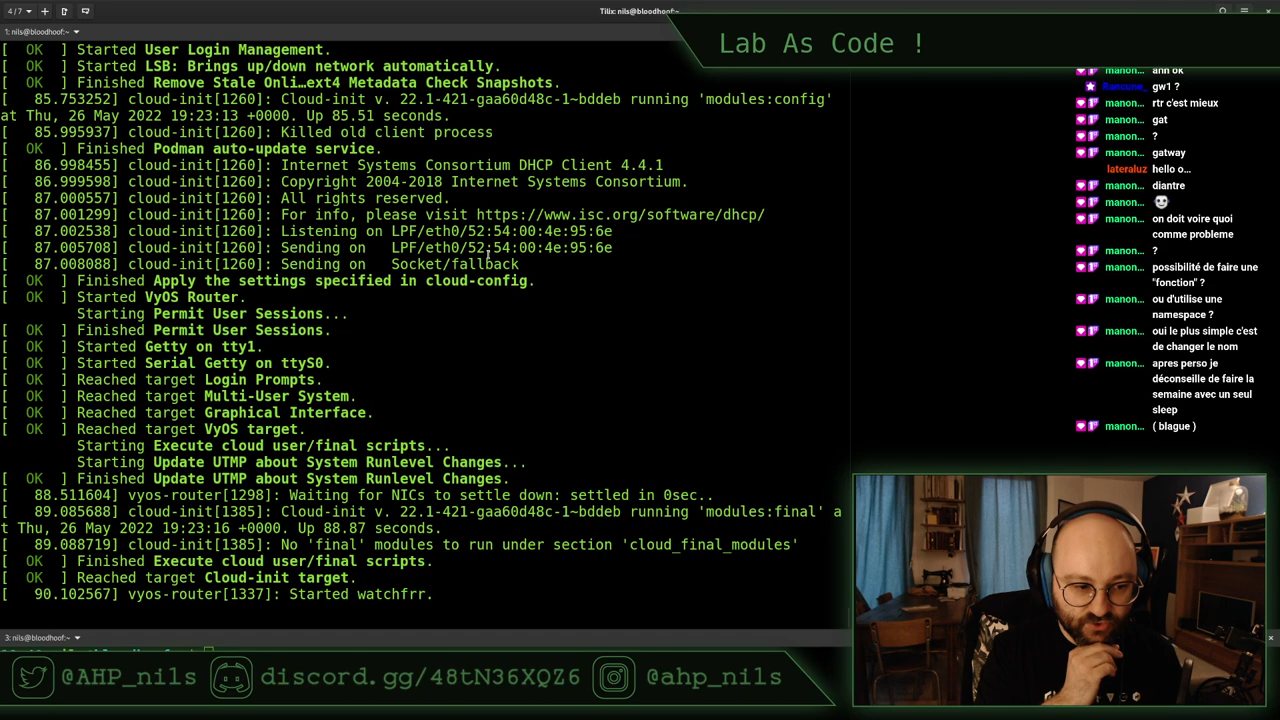 4 / 7
Tilix: nils@bloodhoof:~
1: nils@bloodhoof:~
Lab As Code !
[  OK  ] Started User Login Management.
[  OK  ] Started LSB: Brings up/down network automatically.
[  OK  ] Finished Remove Stale Onli…ext4 Metadata Check Snapshots.
[   85.753252] cloud-init[1260]: Cloud-init v. 22.1-421-gaa60d48c-1~bddeb running 'modules:config'
at Thu, 26 May 2022 19:23:13 +0000. Up 85.51 seconds.
[   85.995937] cloud-init[1260]: Killed old client process
[  OK  ] Finished Podman auto-update service.
[   86.998455] cloud-init[1260]: Internet Systems Consortium DHCP Client 4.4.1
[   86.999598] cloud-init[1260]: Copyright 2004-2018 Internet Systems Consortium.
[   87.000557] cloud-init[1260]: All rights reserved.
[   87.001299] cloud-init[1260]: For info, please visit https://www.isc.org/software/dhcp/
[   87.002538] cloud-init[1260]: Listening on LPF/eth0/52:54:00:4e:95:6e
[   87.005708] cloud-init[1260]: Sending on   LPF/eth0/52:54:00:4e:95:6e
[   87.008088] cloud-init[1260]: Sending on   Socket/fallback
[  OK  ] Finished Apply the settings specified in cloud-config.
[  OK  ] Started VyOS Router.
Starting Permit User Sessions...
[  OK  ] Finished Permit User Sessions.
[  OK  ] Started Getty on tty1.
[  OK  ] Started Serial Getty on ttyS0.
[  OK  ] Reached target Login Prompts.
[  OK  ] Reached target Multi-User System.
[  OK  ] Reached target Graphical Interface.
[  OK  ] Reached target VyOS target.
Starting Execute cloud user/final scripts...
Starting Update UTMP about System Runlevel Changes...
[  OK  ] Finished Update UTMP about System Runlevel Changes.
[   88.511604] vyos-router[1298]: Waiting for NICs to settle down: settled in 0sec..
[   89.085688] cloud-init[1385]: Cloud-init v. 22.1-421-gaa60d48c-1~bddeb running 'modules:final' a
t Thu, 26 May 2022 19:23:16 +0000. Up 88.87 seconds.
[   89.088719] cloud-init[1385]: No 'final' modules to run under section 'cloud_final_modules'
[  OK  ] Finished Execute cloud user/final scripts.
[  OK  ] Reached target Cloud-init target.
[   90.102567] vyos-router[1337]: Started watchfrr.
3: nils@bloodhoof:~
manon... ahh ok
gw1 ?
manon... rtr c'est mieux
manon... gat
manon... ?
manon... gatway
lateraluz hello o...
manon... diantre
manon...
manon... on doit voire quoi
comme probleme
manon... ?
manon... possibilité de faire une
"fonction" ?
manon... ou d'utilise une
namespace ?
manon... oui le plus simple c'est
de changer le nom
manon... apres perso je
déconseille de faire la
semaine avec un seul
sleep
manon... ( blague )
@AHP_nils
discord.gg/48tN36XQZ6
@ahp_nils